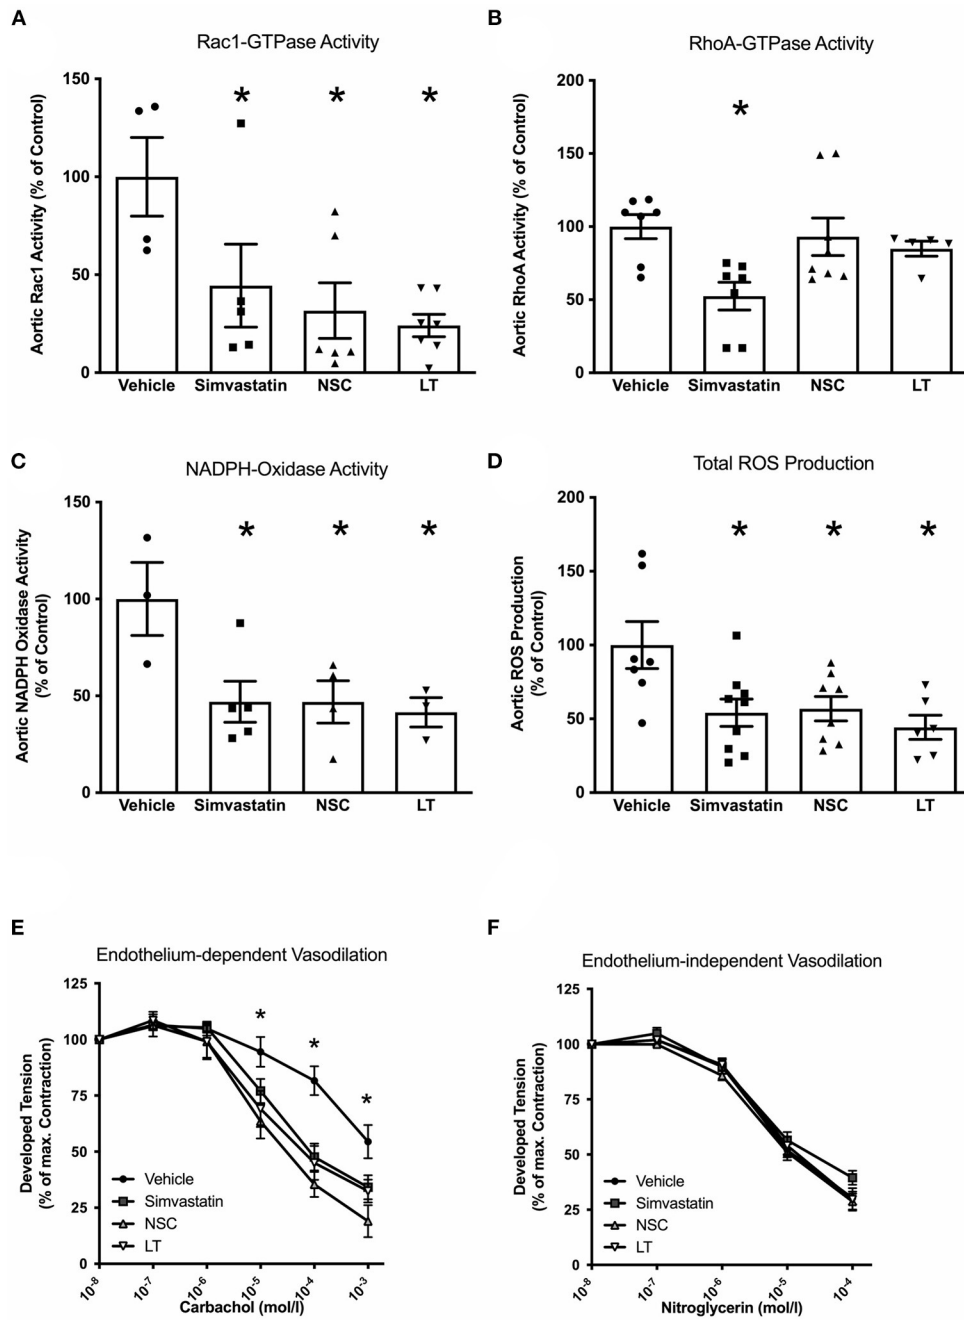 A
Rac1-GTPase Activity
Aortic Rac1 Activity (% of Control)
150
100
50
0
*
*
*
Vehicle
Simvastatin
NSC
LT
B
RhoA-GTPase Activity
Aortic RhoA Activity (% of Control)
200
150
100
50
0
*
Vehicle
Simvastatin
NSC
LT
C
NADPH-Oxidase Activity
Aortic NADPH Oxidase Activity
(% of Control)
150
100
50
0
*
*
*
Vehicle
Simvastatin
NSC
LT
D
Total ROS Production
Aortic ROS Production
(% of Control)
200
150
100
50
0
*
*
*
Vehicle
Simvastatin
NSC
LT
E
Endothelium-dependent Vasodilation
Developed Tension
(% of max. Contraction)
125
100
75
50
25
0
*
*
*
Vehicle
Simvastatin
NSC
LT
10-8
10-7
10-6
10-5
10-4
10-3
Carbachol (mol/l)
F
Endothelium-independent Vasodilation
Developed Tension
(% of max. Contraction)
125
100
75
50
25
0
Vehicle
Simvastatin
NSC
LT
10-8
10-7
10-6
10-5
10-4
Nitroglycerin (mol/l)